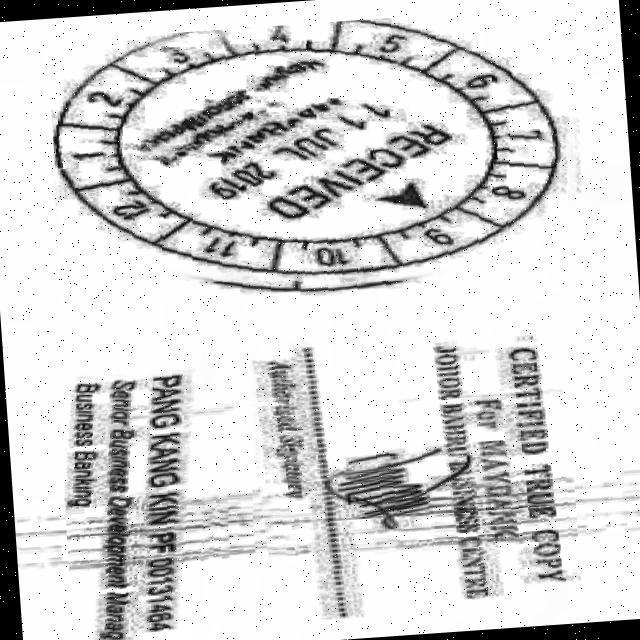 RECEIVED
11 JUL 2019
1 2 3 4 5 6 7 8 9 10 11 12
CERTIFIED TRUE COPY
For MAYBANK
JOHOR BAHRU BUSINESS CENTRE
Authorised Signatory
PANG KANG KIN PF 00131464
Senior Business Development Manag
Business Banking